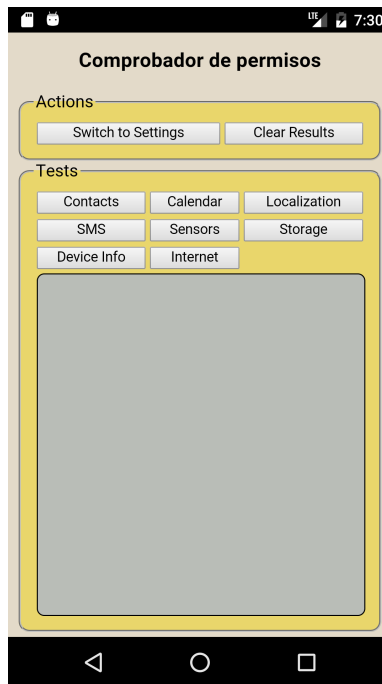 LTE 7:30
Comprobador de permisos
Actions
Switch to Settings Clear Results
Tests
Contacts Calendar Localization
SMS Sensors Storage
Device Info Internet